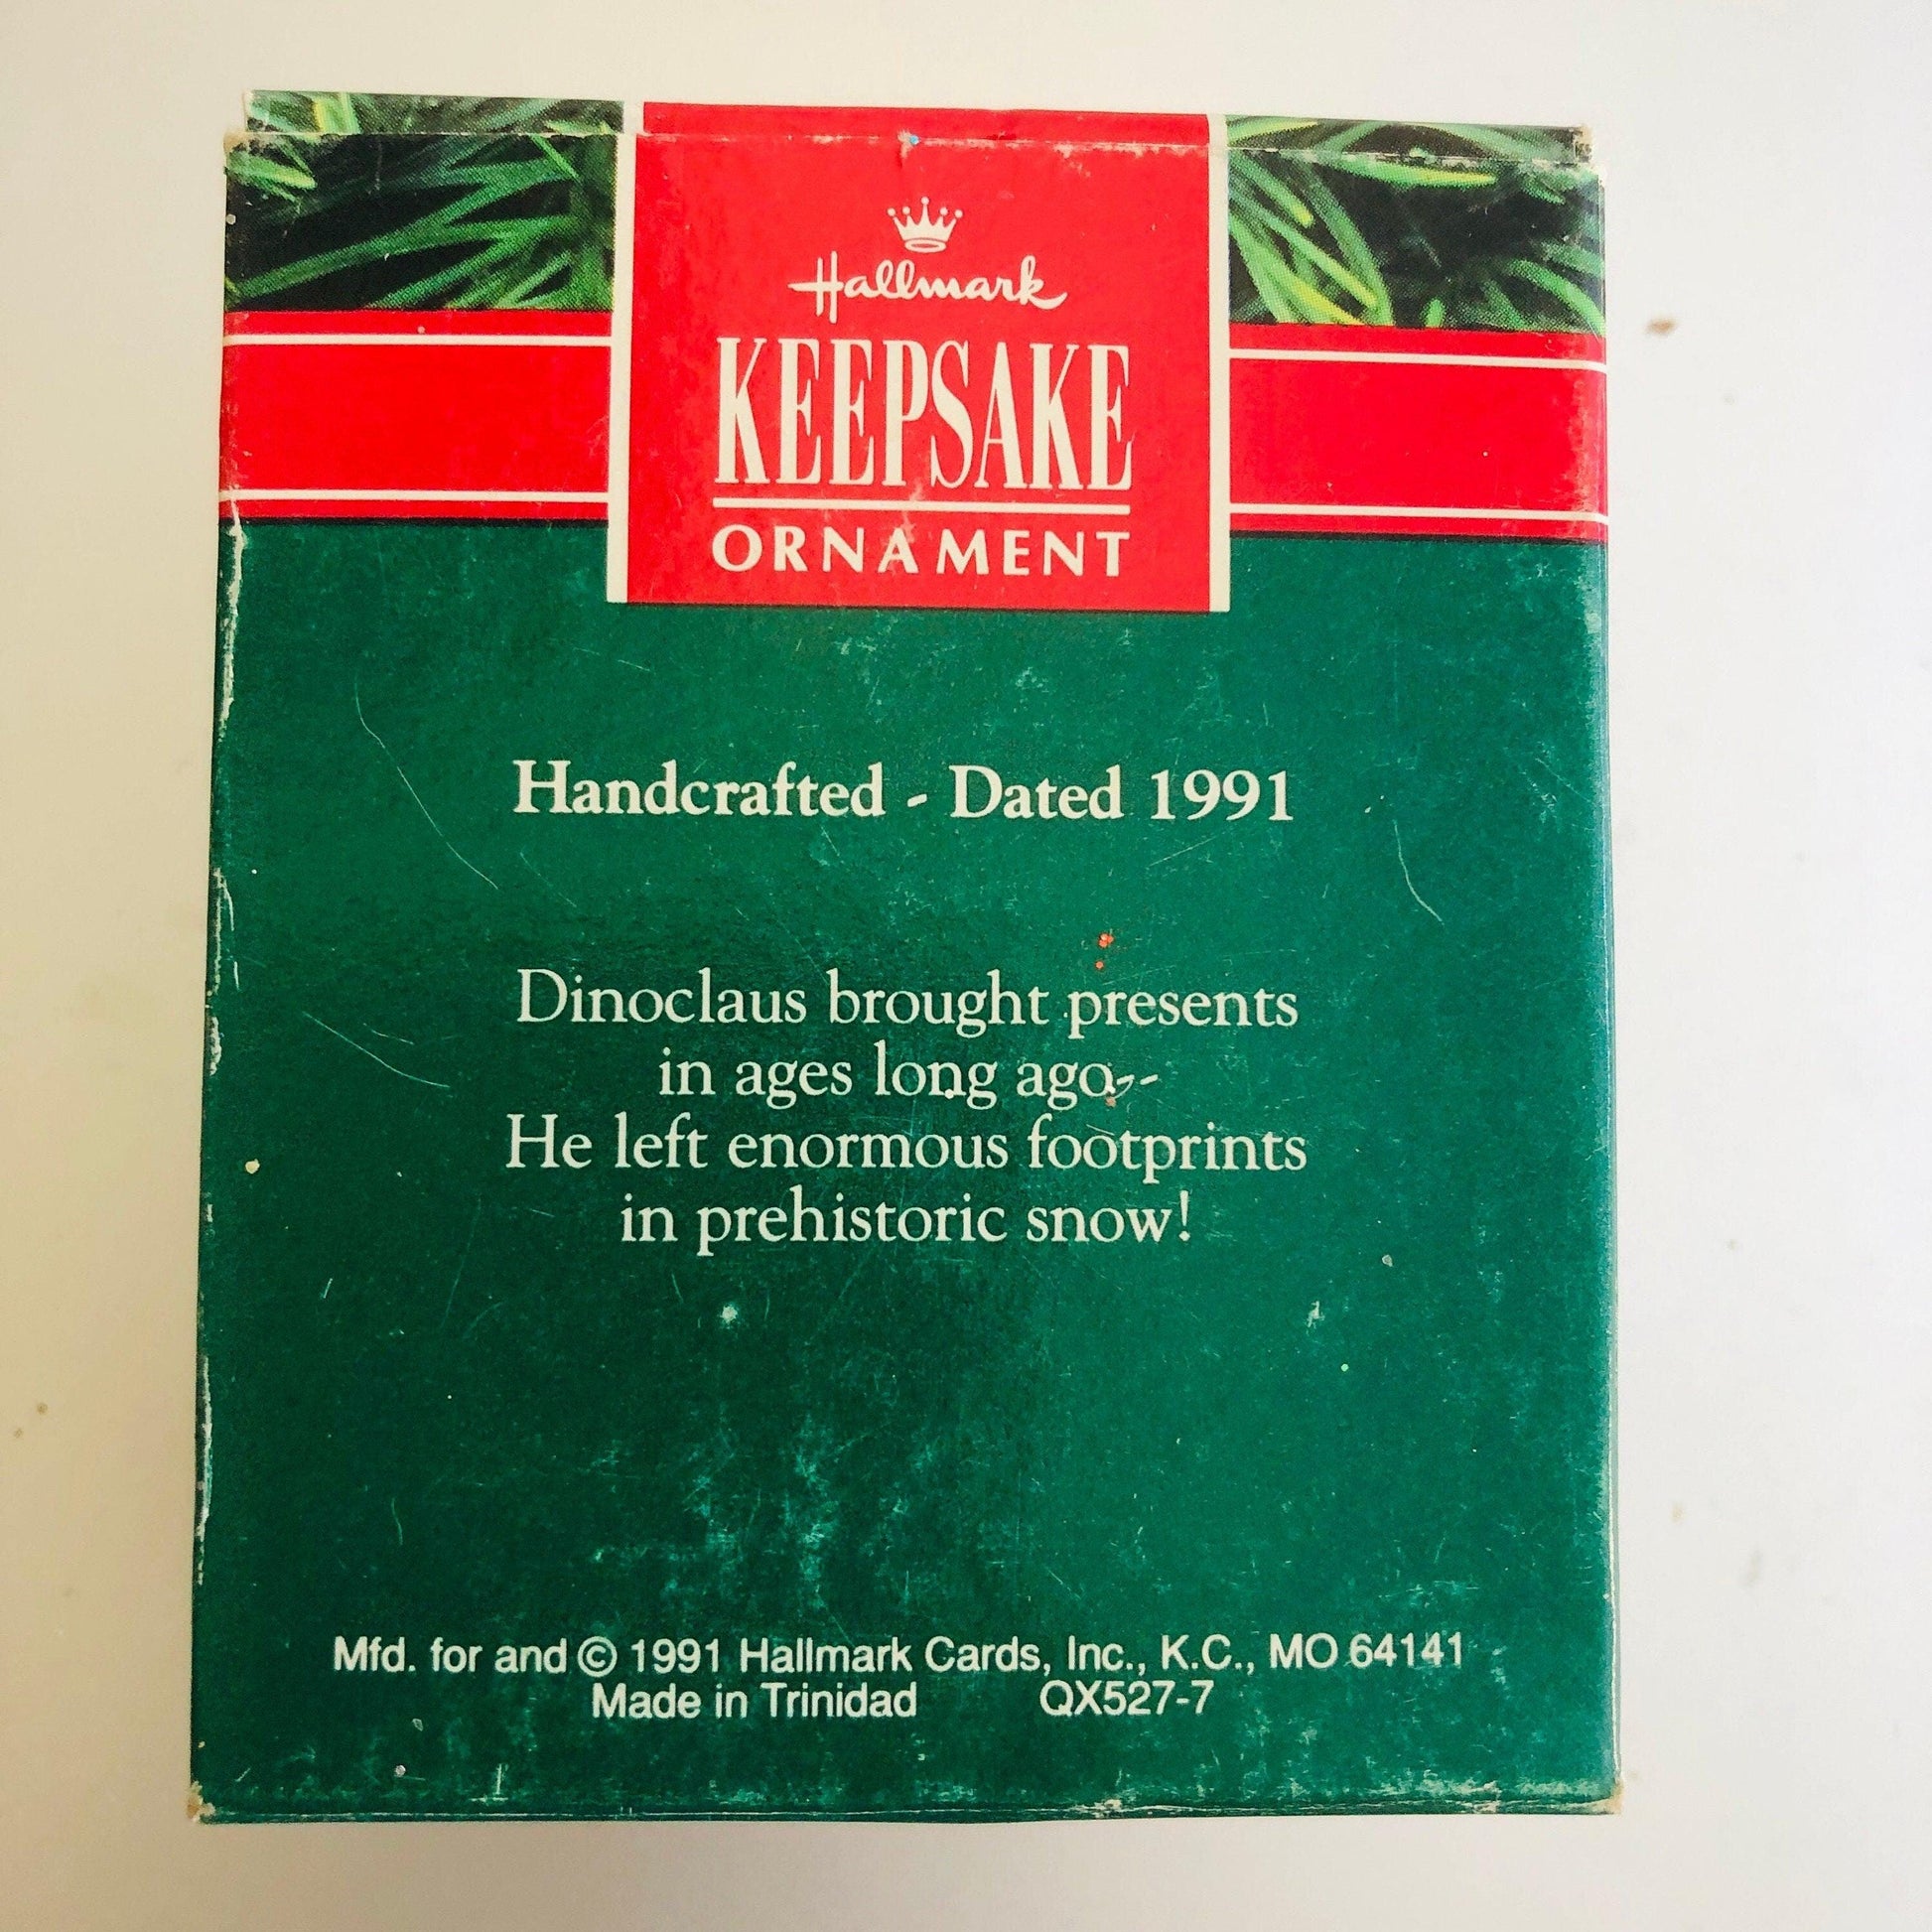 Hallmark
KEEPSAKE
ORNAMENT
Handcrafted - Dated 1991
Dinoclaus brought presents
in ages long ago--
He left enormous footprints
in prehistoric snow!
Mfd. for and © 1991 Hallmark Cards, Inc., K.C., MO 64141
Made in Trinidad QX527-7